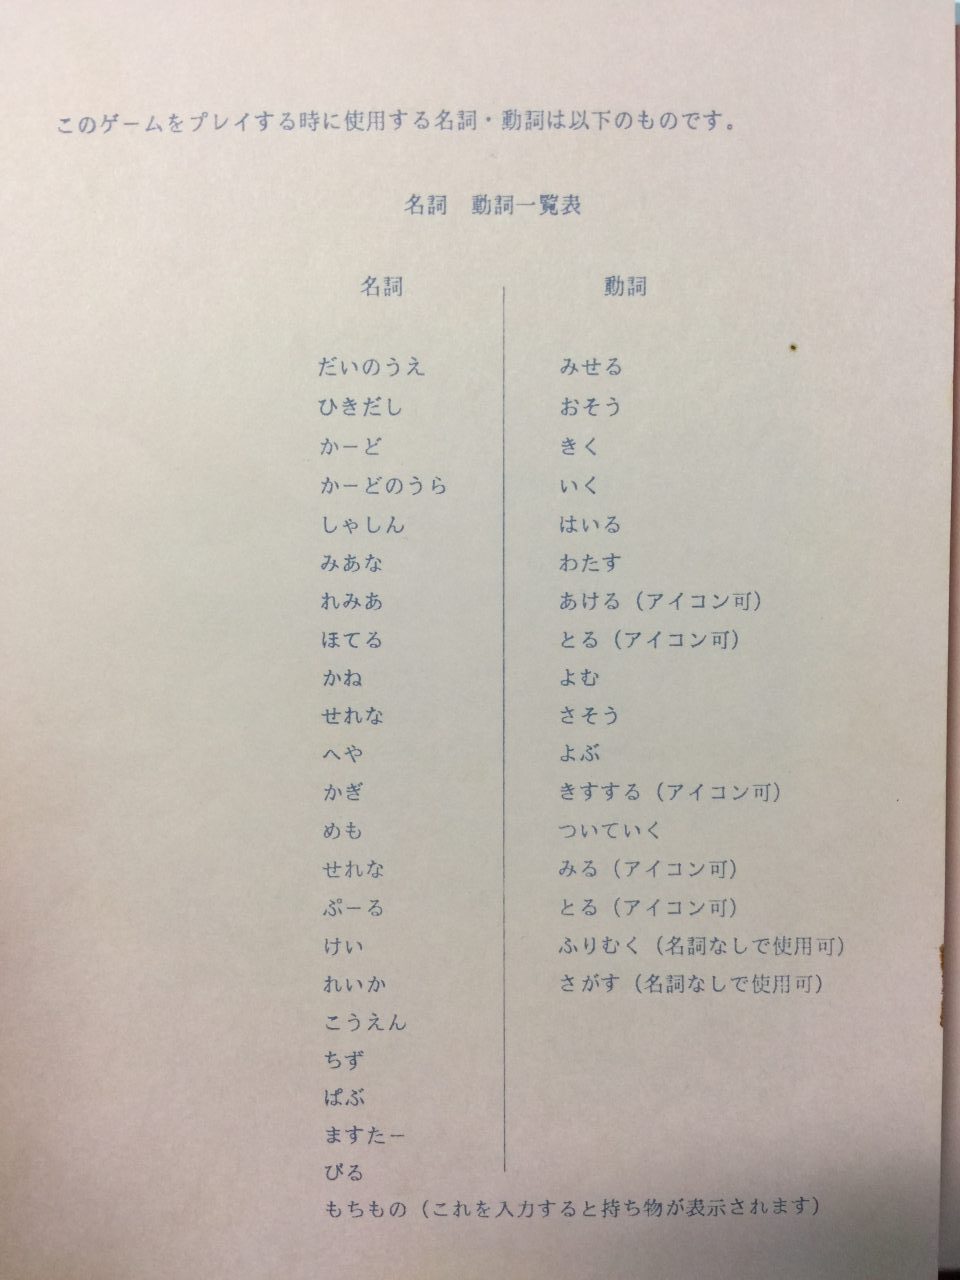 このゲームをプレイする時に使用する名詞・動詞は以下のものです。
名詞　動詞一覧表
名詞　動詞
だいのうえ　みせる
ひきだし　おそう
かーど　きく
かーどのうら　いく
しゃしん　はいる
みあな　わたす
れみあ　あける（アイコン可）
ほてる　とる（アイコン可）
かね　よむ
せれな　さそう
へや　よぶ
かぎ　きすする（アイコン可）
めも　ついていく
せれな　みる（アイコン可）
ぷーる　とる（アイコン可）
けい　ふりむく（名詞なしで使用可）
れいか　さがす（名詞なしで使用可）
こうえん
ちず
ぱぶ
ますたー
びる
もちもの（これを入力すると持ち物が表示されます）